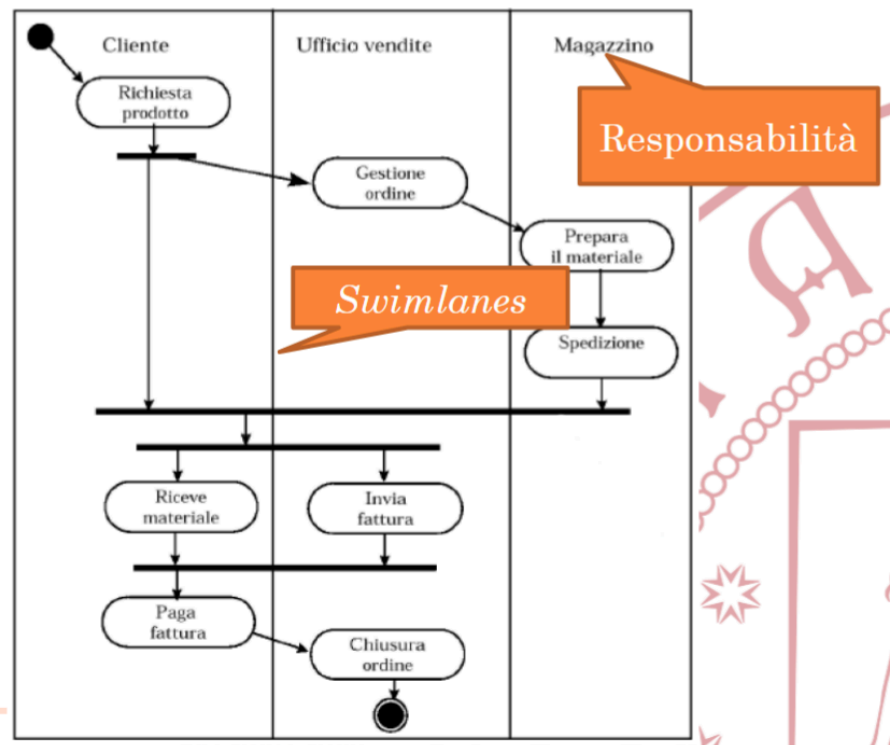 Cliente
Ufficio vendite
Magazzino
Responsabilità
Richiesta
prodotto
Gestione
ordine
Prepara
il materiale
Swimlanes
Spedizione
Riceve
materiale
Invia
fattura
Paga
fattura
Chiusura
ordine